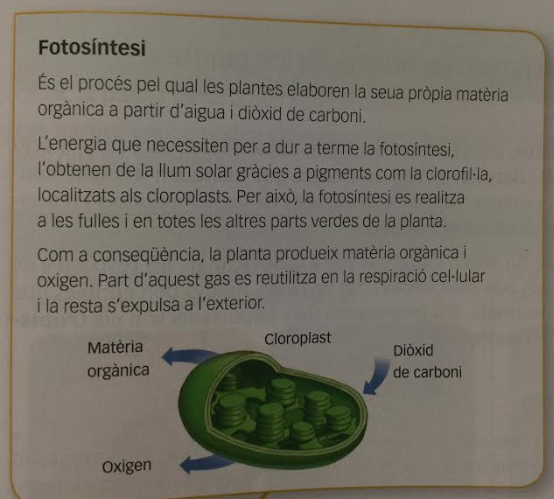 Fotosíntesi
És el procés pel qual les plantes elaboren la seua pròpia matèria
orgànica a partir d'aigua i diòxid de carboni.
L'energia que necessiten per a dur a terme la fotosíntesi,
l'obtenen de la llum solar gràcies a pigments com la clorofil·la,
localitzats als cloroplasts. Per això, la fotosíntesi es realitza
a les fulles i en totes les altres parts verdes de la planta.
Com a conseqüència, la planta produeix matèria orgànica i
oxigen. Part d'aquest gas es reutilitza en la respiració cel·lular
i la resta s'expulsa a l'exterior.
Matèria
orgànica
Cloroplast
Diòxid
de carboni
Oxigen